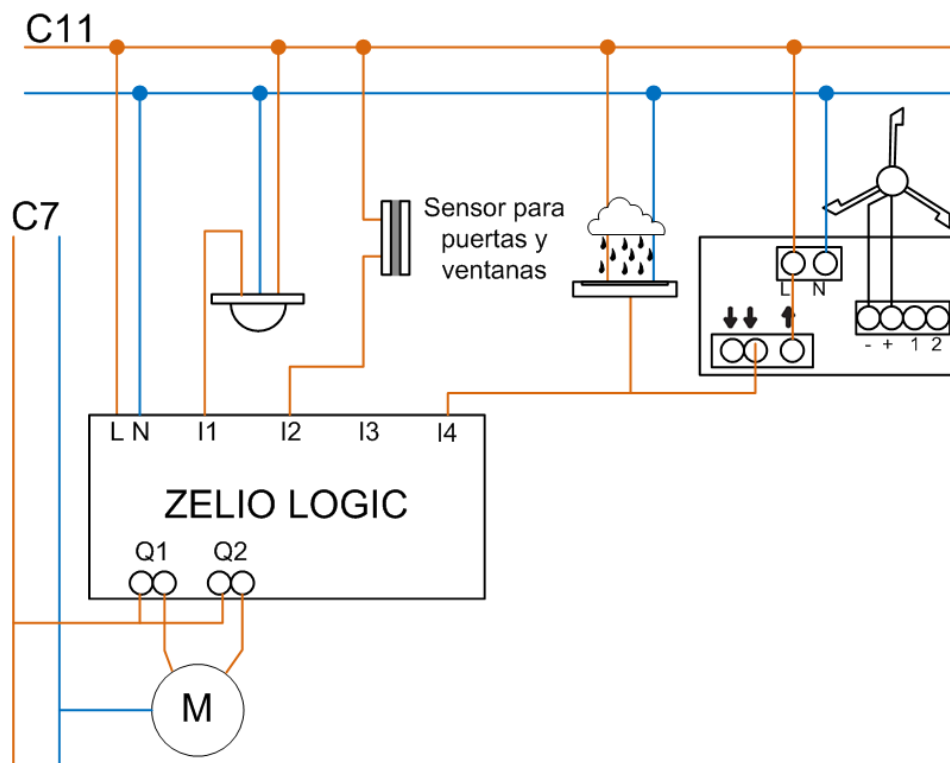 C11
C7
Sensor para
puertas y
ventanas
L N
- + 1 2
L N I1 I2 I3 I4
ZELIO LOGIC
Q1 Q2
M